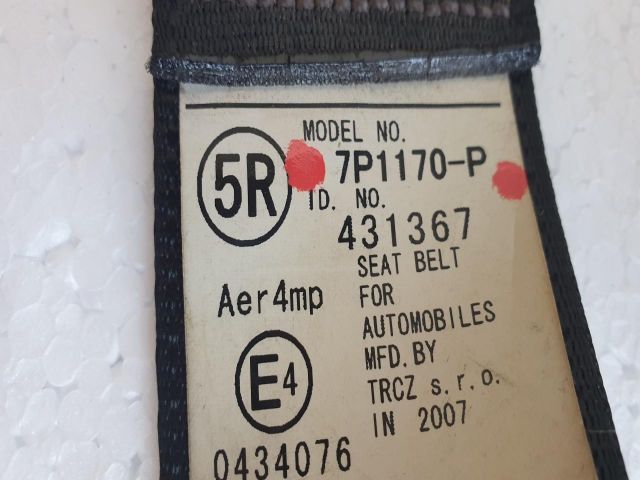 MODEL NO.
5R 7P1170-P
ID. NO.
431367
Aer4mp
SEAT BELT
FOR
AUTOMOBILES
MFD. BY
TRCZ s.r.o.
IN 2007
E4
0434076